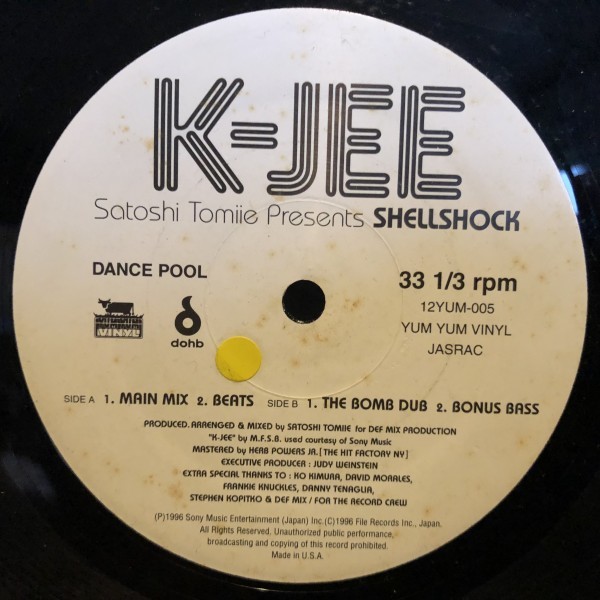 K-JEE
Satoshi Tomiie Presents SHELLSHOCK
DANCE POOL
33 1/3 rpm
12YUM-005
YUM YUM VINYL
JASRAC
VINYL
dohb
SIDE A 1. MAIN MIX 2. BEATS SIDE B 1. THE BOMB DUB 2. BONUS BASS
PRODUCED. ARRANGED & MIXED by SATOSHI TOMIIE for DEF MIX PRODUCTION
"K-JEE" by M.F.S.B. used courtesy of Sony Music
MASTERED by HERB POWERS JR. [THE HIT FACTORY NY]
EXECUTIVE PRODUCER : JUDY WEINSTEIN
EXTRA SPECIAL THANKS TO : KO KIMURA, DAVID MORALES,
FRANKIE KNUCKLES, DANNY TENAGLIA,
STEPHEN KOPITKO & DEF MIX / FOR THE RECORD CREW
(P)1996 Sony Music Entertainment (Japan) Inc.(C)1996 File Records Inc., Japan.
All Rights Reserved. Unauthorized public performance,
broadcasting and copying of this record prohibited.
Made in U.S.A.